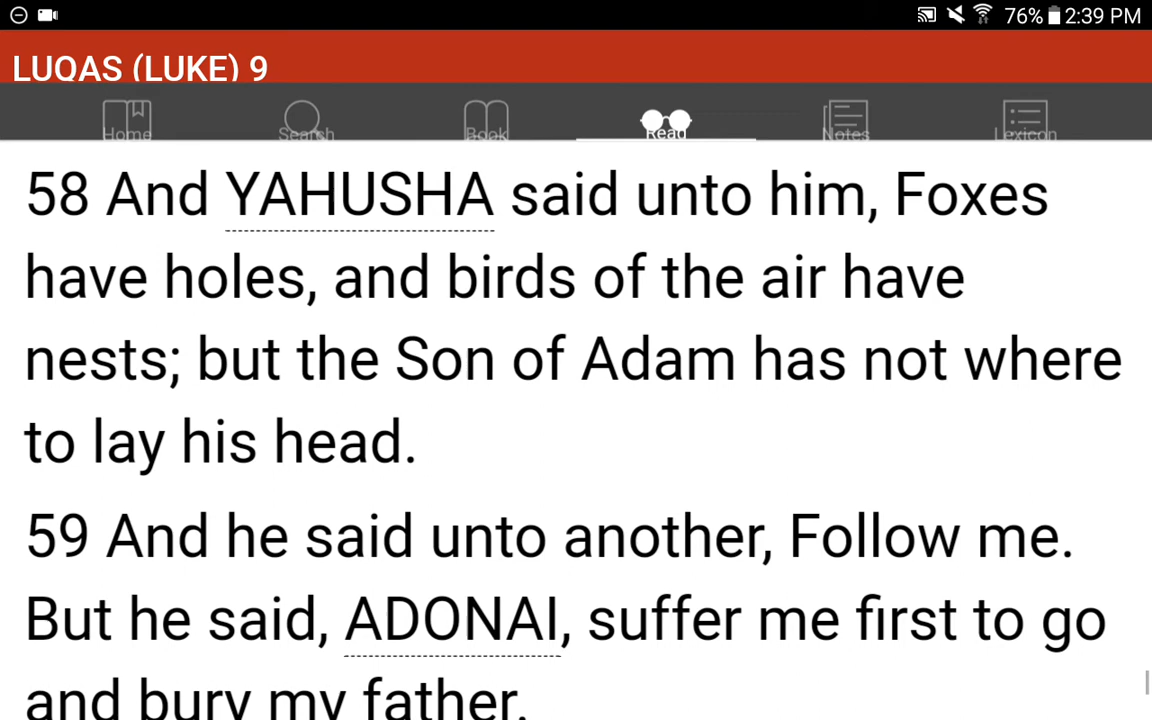 76% 2:39 PM
LUQAS (LUKE) 9
Home Search Book Read Notes Lexicon
58 And YAHUSHA said unto him, Foxes
have holes, and birds of the air have
nests; but the Son of Adam has not where
to lay his head.
59 And he said unto another, Follow me.
But he said, ADONAI, suffer me first to go
and bury my father.